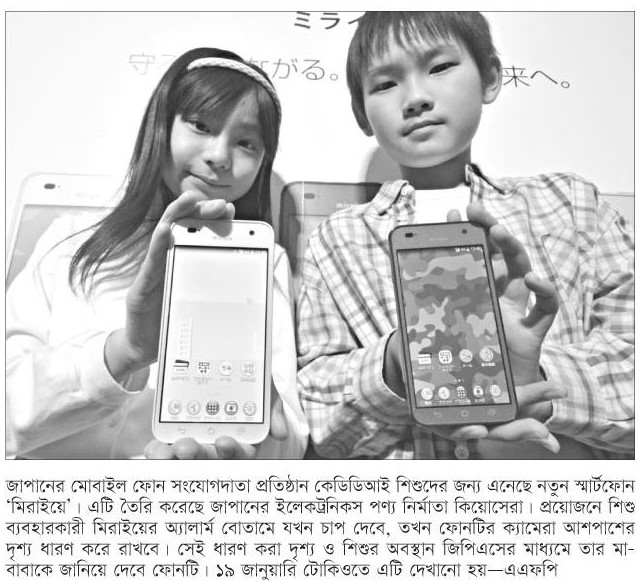 ミライ
守る
ながる。
来へ。
জাপানের মোবাইল ফোন সংযোগদাতা প্রতিষ্ঠান কেডিডিআই শিশুদের জন্য এনেছে নতুন স্মার্টফোন
‘মিরাইয়ে’। এটি তৈরি করেছে জাপানের ইলেকট্রনিকস পণ্য নির্মাতা কিয়োসেরা। প্রয়োজনে শিশু
ব্যবহারকারী মিরাইয়ের অ্যালার্ম বোতামে যখন চাপ দেবে, তখন ফোনটির ক্যামেরা আশপাশের
দৃশ্য ধারণ করে রাখবে। সেই ধারণ করা দৃশ্য ও শিশুর অবস্থান জিপিএসের মাধ্যমে তার মা-
বাবাকে জানিয়ে দেবে ফোনটি। ১৯ জানুয়ারি টোকিওতে এটি দেখানো হয়—এএফপি